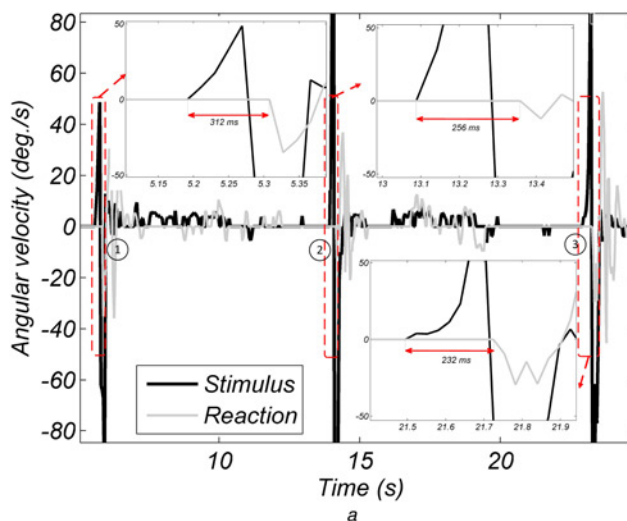 80
60
40
20
0
-20
-40
-60
-80
Angular velocity (deg./s)
50
0
-50
312 ms
5.15 5.2 5.25 5.3 5.35
50
0
-50
256 ms
13 13.1 13.2 13.3 13.4
1
2
3
50
0
-50
232 ms
21.5 21.6 21.7 21.8 21.9
Stimulus
Reaction
10 15 20
Time (s)
a